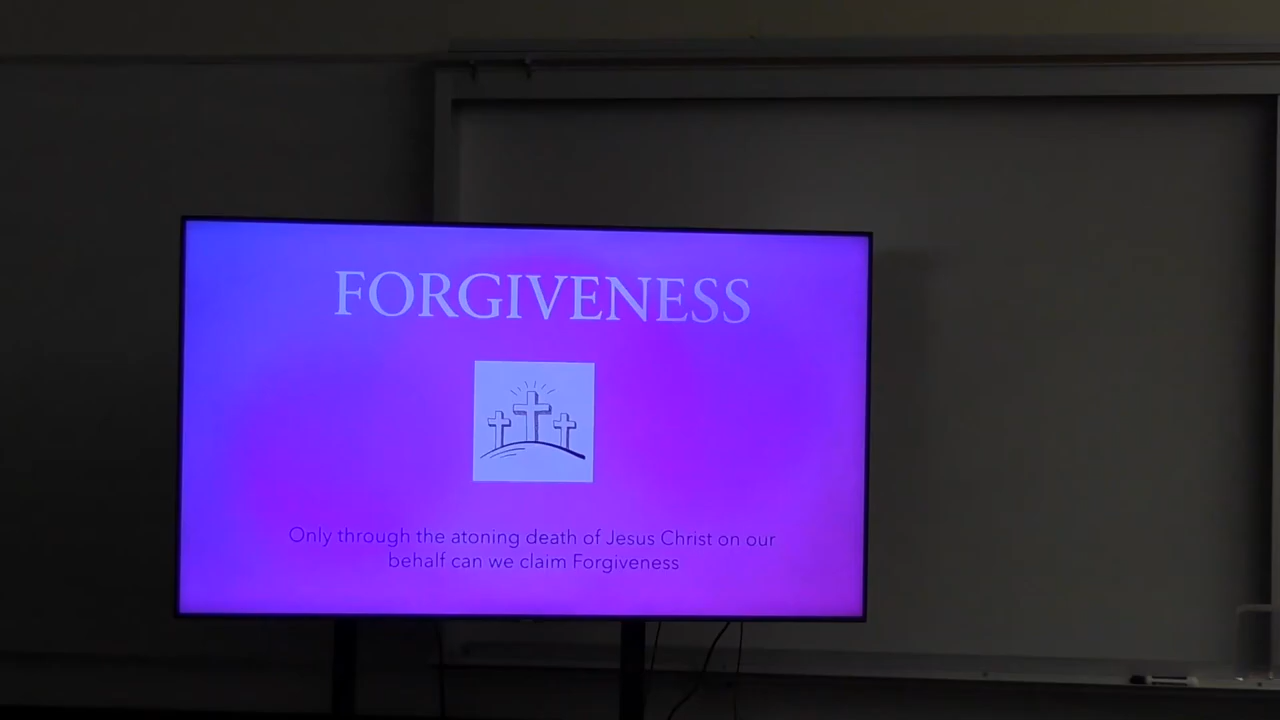 FORGIVENESS
Only through the atoning death of Jesus Christ on our
behalf can we claim Forgiveness